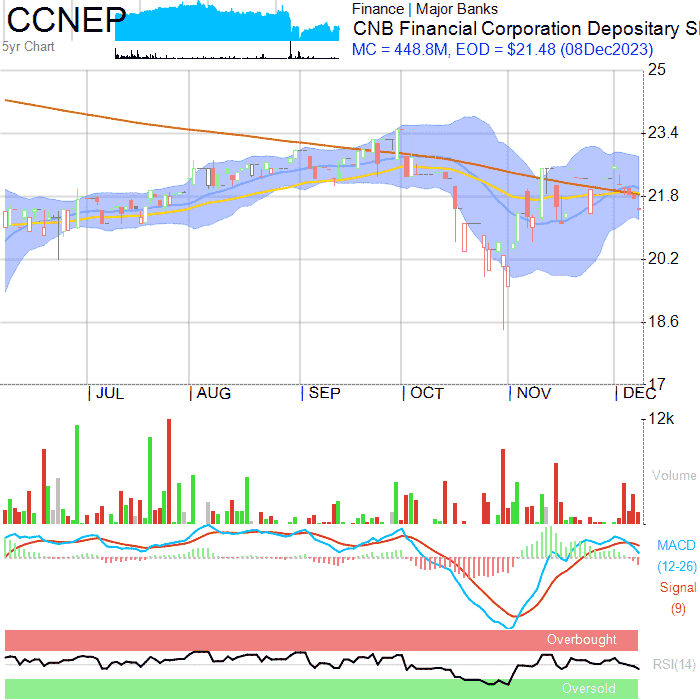 CCNEP
5yr Chart
Finance | Major Banks
CNB Financial Corporation Depositary S
MC = 448.8M, EOD = $21.48 (08Dec2023)
25
23.4
21.8
20.2
18.6
17
JUL AUG SEP OCT NOV DEC
12k
Volume
MACD
(12-26)
Signal
(9)
Overbought
RSI(14)
Oversold